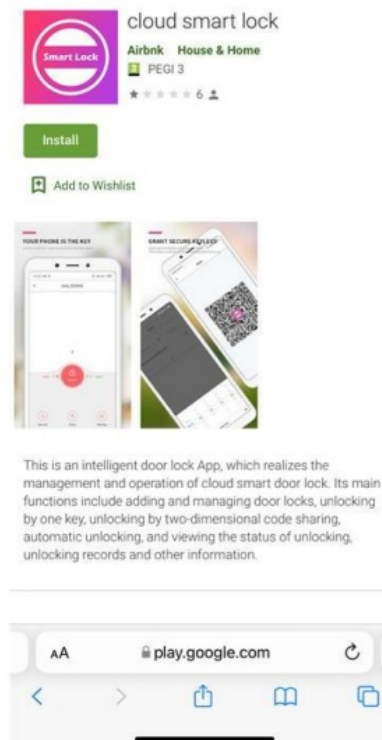 cloud smart lock
Smart Lock
Airbnk House & Home
3 PEGI 3
6
Install
Add to Wishlist
YOUR PHONE IS THE KEY
GRANT SECURE KEYLESS
This is an intelligent door lock App, which realizes the
management and operation of cloud smart door lock. Its main
functions include adding and managing door locks, unlocking
by one key, unlocking by two-dimensional code sharing,
automatic unlocking, and viewing the status of unlocking,
unlocking records and other information.
AA play.google.com